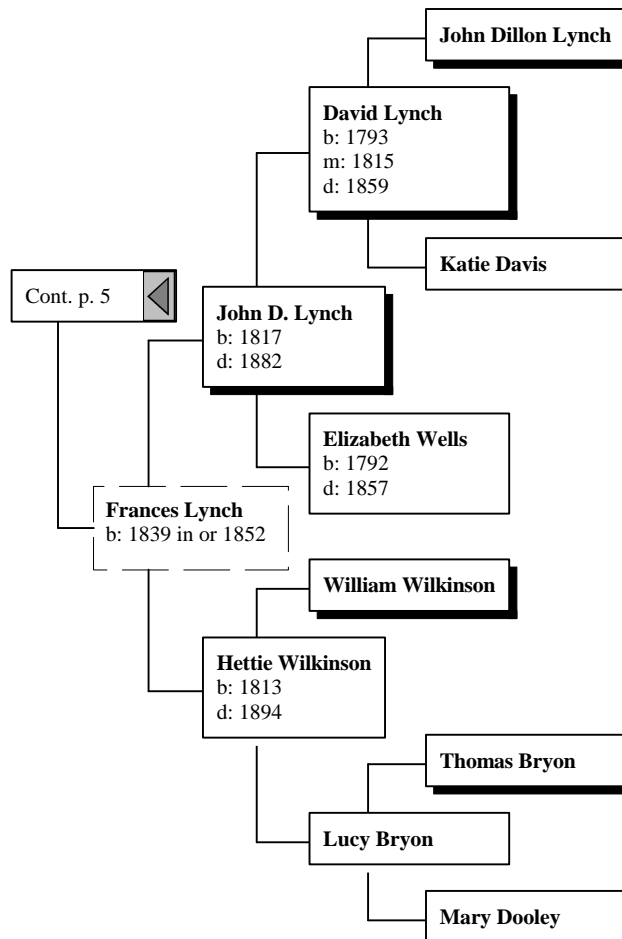 John Dillon Lynch
David Lynch
b: 1793
m: 1815
d: 1859
Katie Davis
Cont. p. 5
John D. Lynch
b: 1817
d: 1882
Elizabeth Wells
b: 1792
d: 1857
Frances Lynch
b: 1839 in or 1852
William Wilkinson
Hettie Wilkinson
b: 1813
d: 1894
Thomas Bryon
Lucy Bryon
Mary Dooley